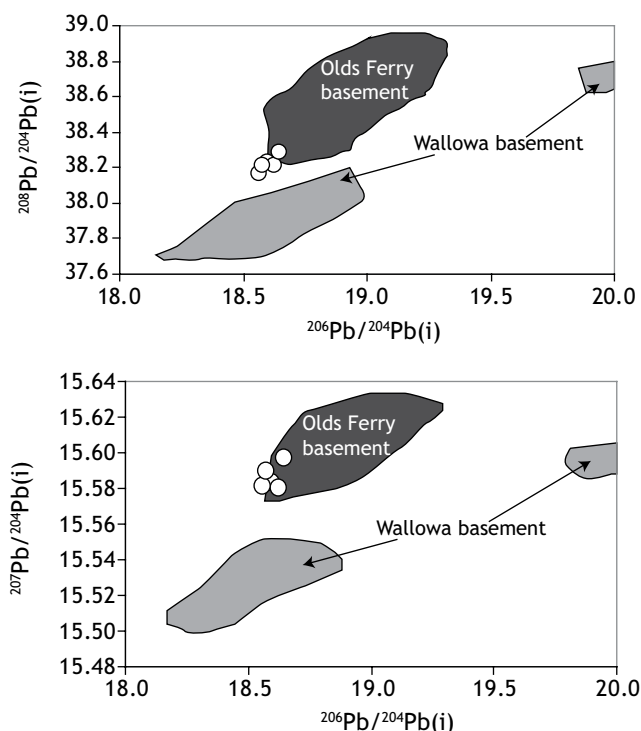 39.0
38.6
38.2
38.4
38.0
37.8
37.6
208Pb/204Pb(i)
Olds Ferry
basement
Wallowa basement
18.0 18.5 19.0 19.5 20.0
206Pb/204Pb(i)
15.64
15.62
15.60
15.58
15.56
15.54
15.52
15.50
15.48
207Pb/204Pb(i)
Olds Ferry
basement
Wallowa basement
18.0 18.5 19.0 19.5 20.0
206Pb/204Pb(i)